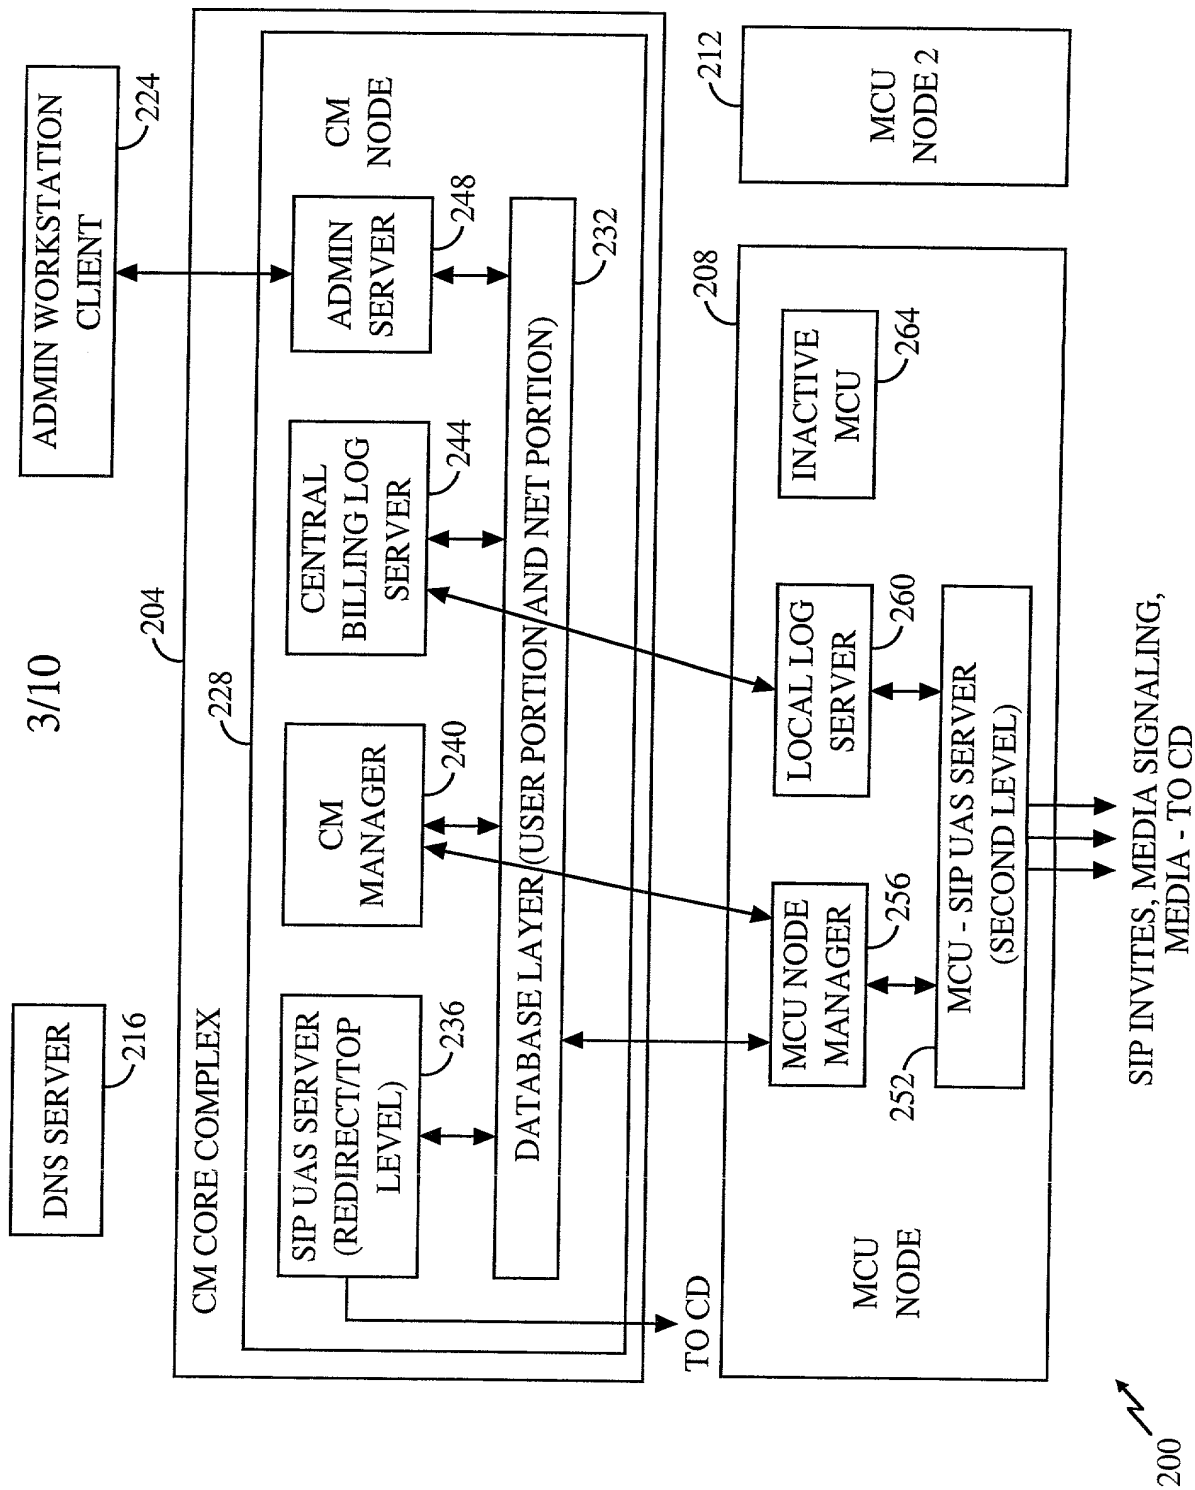 3/10
DNS SERVER
216
ADMIN WORKSTATION
CLIENT
224
204
CM CORE COMPLEX
228
SIP UAS SERVER
(REDIRECT/TOP
LEVEL)
236
CM
MANAGER
240
CENTRAL
BILLING LOG
SERVER
244
ADMIN
SERVER
248
CM
NODE
DATABASE LAYER (USER PORTION AND NET PORTION)
232
TO CD
208
212
MCU NODE
MANAGER
256
LOCAL LOG
SERVER
260
INACTIVE
MCU
264
MCU
NODE 2
MCU
NODE
252
MCU - SIP UAS SERVER
(SECOND LEVEL)
SIP INVITES, MEDIA SIGNALING,
MEDIA - TO CD
200